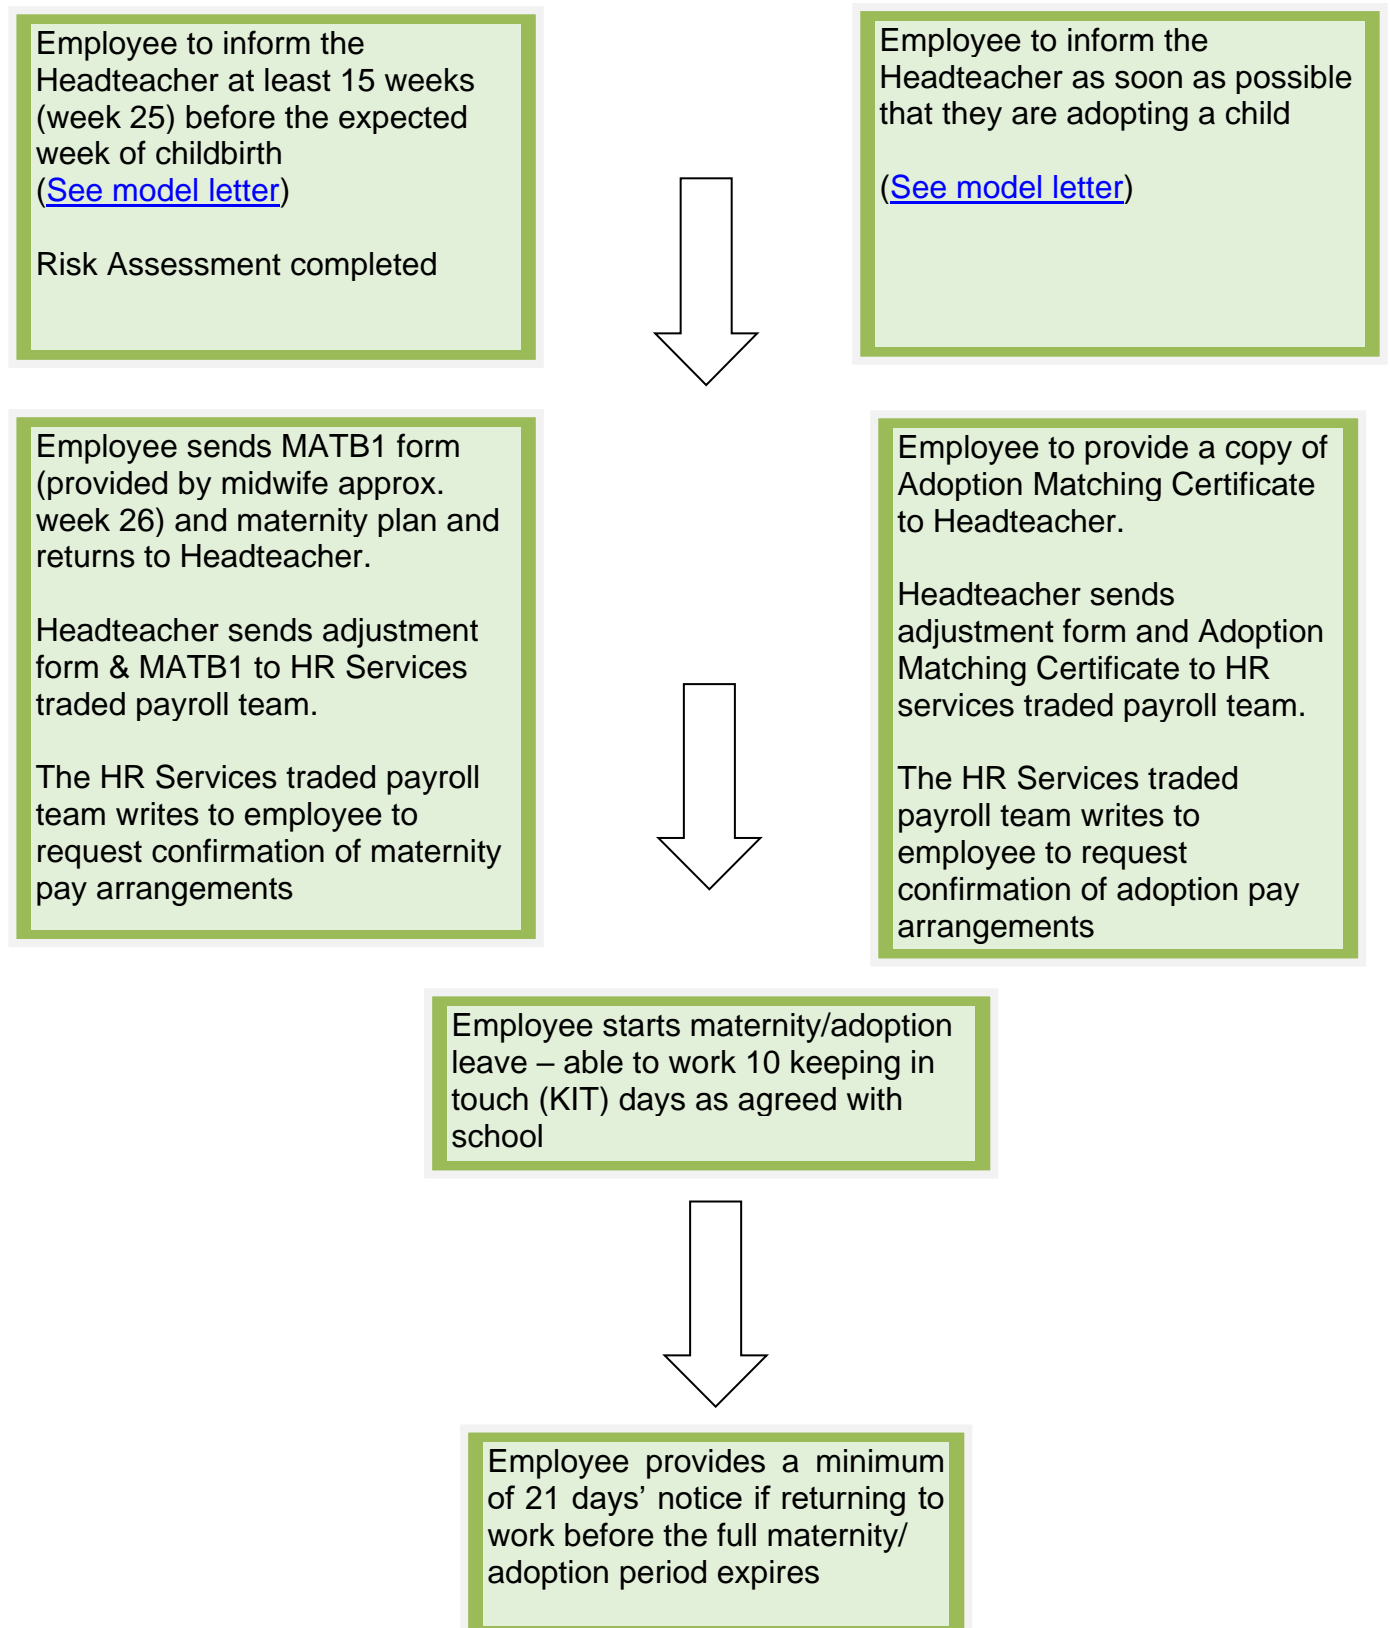 Employee to inform the
Headteacher at least 15 weeks
(week 25) before the expected
week of childbirth
(See model letter)
Risk Assessment completed
Employee to inform the
Headteacher as soon as possible
that they are adopting a child
(See model letter)
Employee sends MATB1 form
(provided by midwife approx.
week 26) and maternity plan and
returns to Headteacher.
Headteacher sends adjustment
form & MATB1 to HR Services
traded payroll team.
The HR Services traded payroll
team writes to employee to
request confirmation of maternity
pay arrangements
Employee to provide a copy of
Adoption Matching Certificate
to Headteacher.
Headteacher sends
adjustment form and Adoption
Matching Certificate to HR
services traded payroll team.
The HR Services traded
payroll team writes to
employee to request
confirmation of adoption pay
arrangements
Employee starts maternity/adoption
leave – able to work 10 keeping in
touch (KIT) days as agreed with
school
Employee provides a minimum
of 21 days’ notice if returning to
work before the full maternity/
adoption period expires